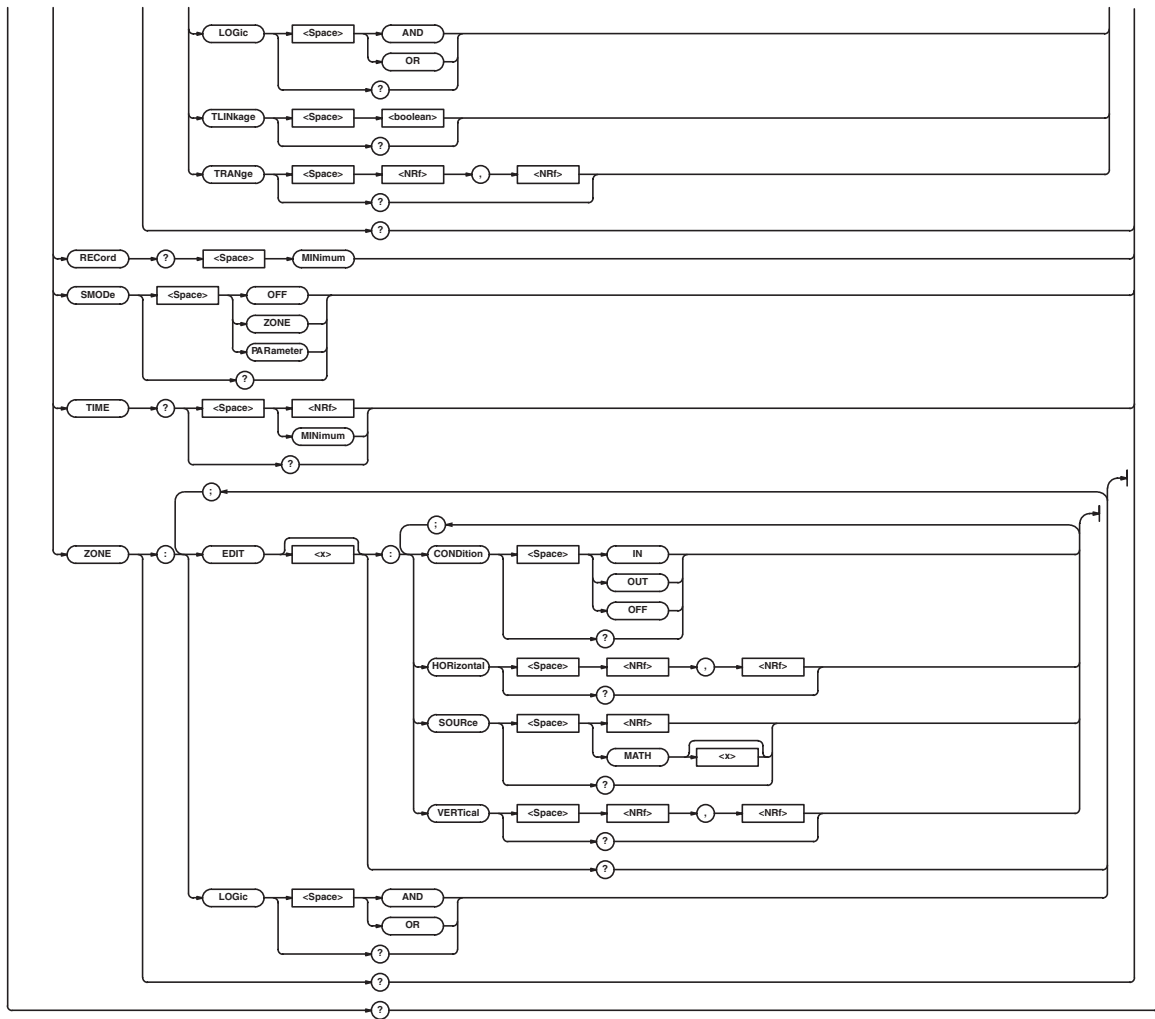 LOGic <Space> AND
OR
?
TLINkage <Space> <boolean>
?
TRANge <Space> <NRf> , <NRf>
?
?
RECord ? <Space> MINimum
SMODe <Space> OFF
ZONE
PARameter
?
TIME ? <Space> <NRf>
MINimum
?
;
;
ZONE : EDIT <x> : CONDition <Space> IN
OUT
OFF
?
HORizontal <Space> <NRf> , <NRf>
?
SOURce <Space> <NRf>
MATH <x>
?
VERTical <Space> <NRf> , <NRf>
?
?
LOGic <Space> AND
OR
?
?
?